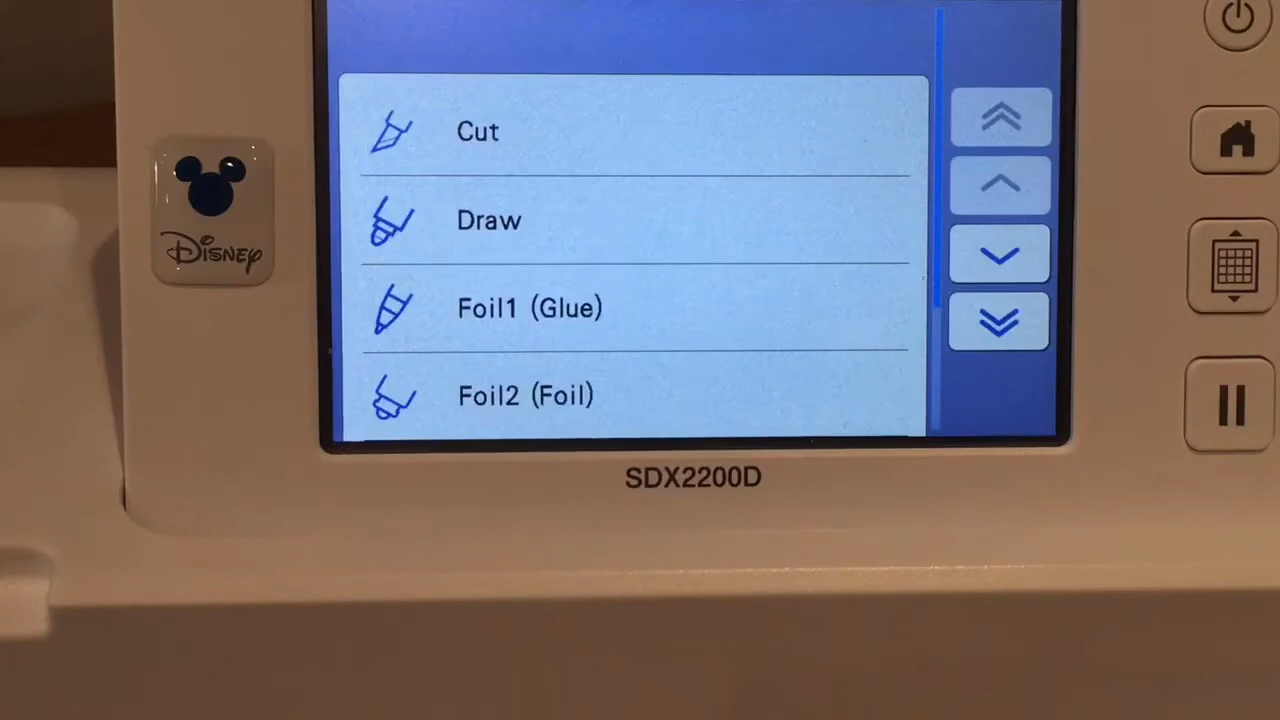 Cut
Draw
Disney
Foil1 (Glue)
Foil2 (Foil)
SDX2200D